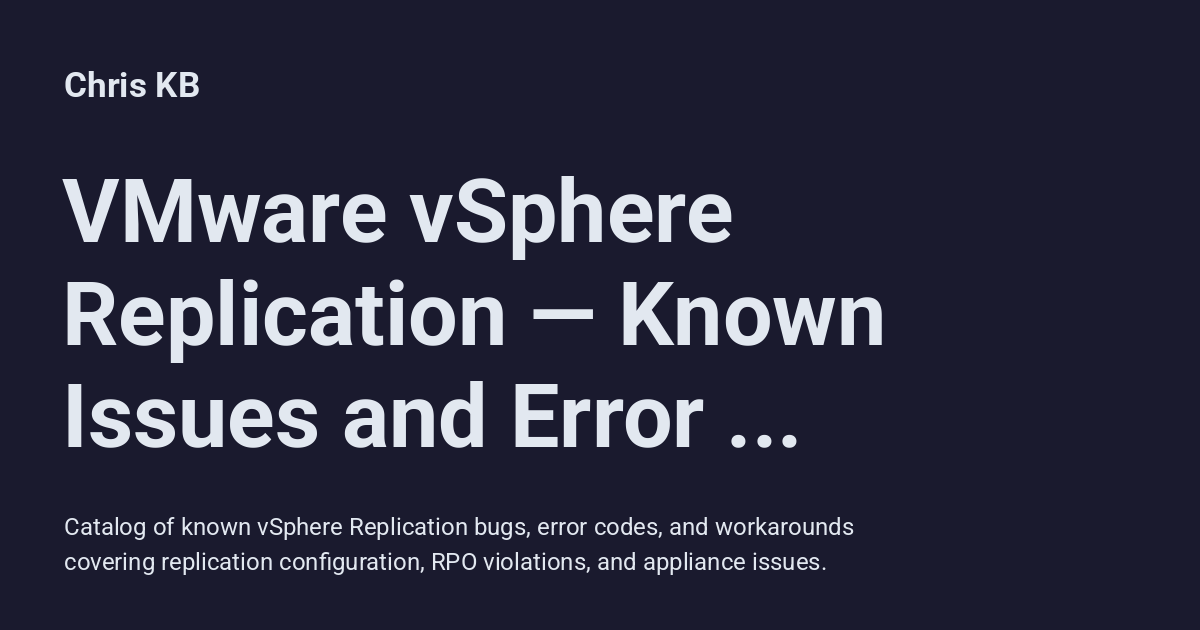 Chris KB
VMware vSphere
Replication — Known
Issues and Error ...
Catalog of known vSphere Replication bugs, error codes, and workarounds
covering replication configuration, RPO violations, and appliance issues.